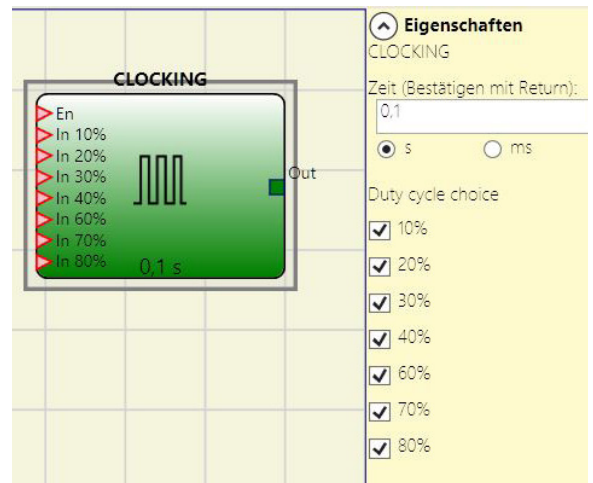 CLOCKING
En
In 10%
In 20%
In 30%
In 40%
In 60%
In 70%
In 80%
Out
0,1 s
Eigenschaften
CLOCKING
Zeit (Bestätigen mit Return):
0,1
s ms
Duty cycle choice
10%
20%
30%
40%
60%
70%
80%